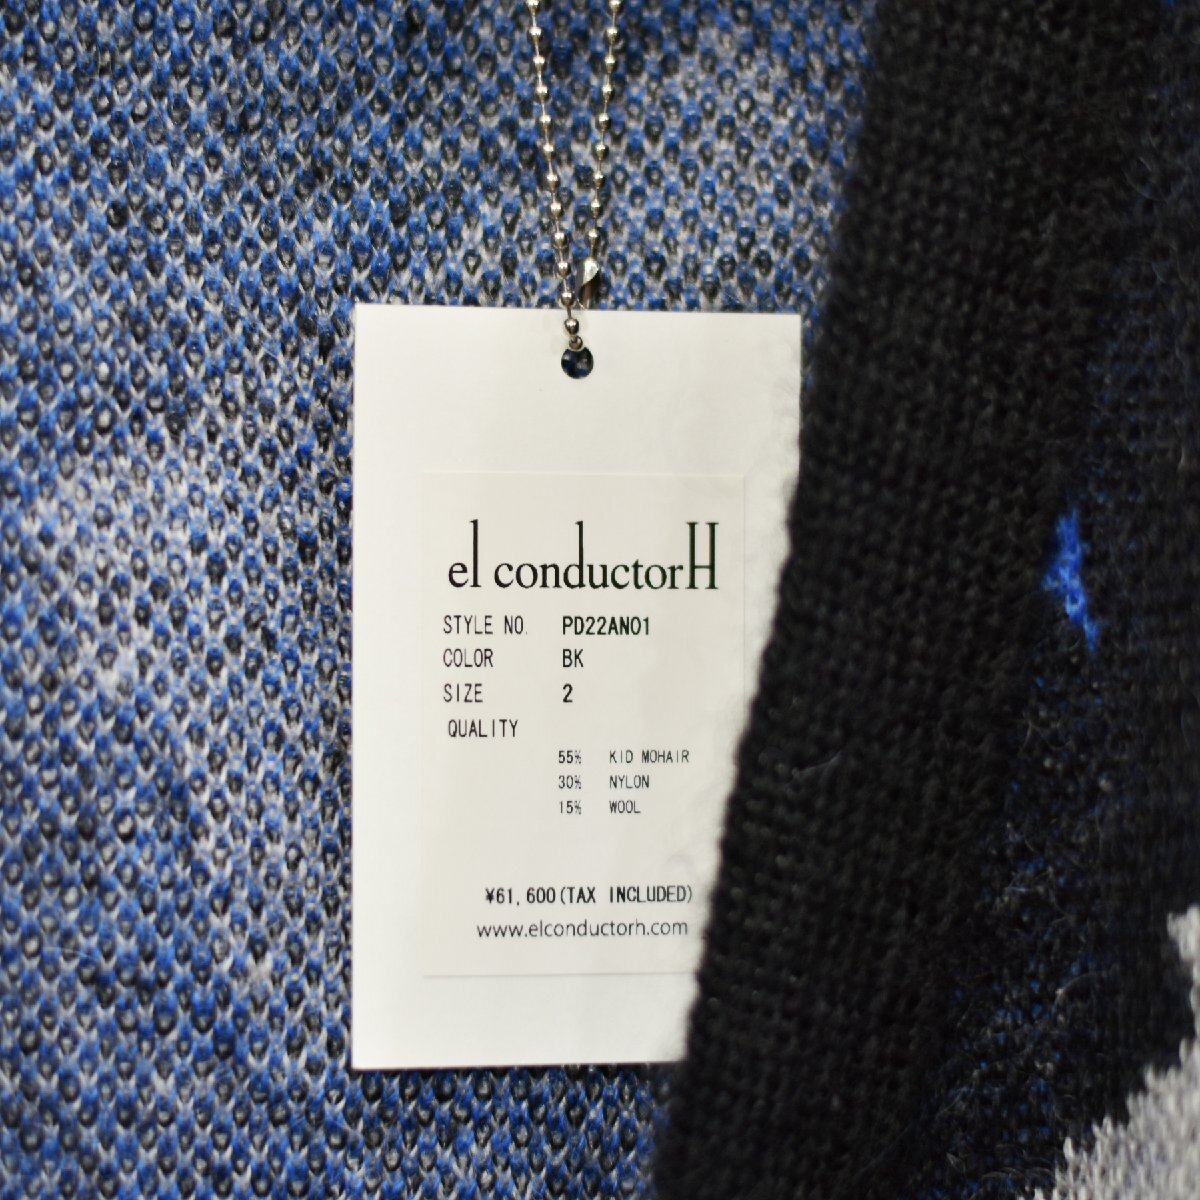 el conductorH
STYLE NO. PD22AN01
COLOR BK
SIZE 2
QUALITY
55% KID MOHAIR
30% NYLON
15% WOOL
¥61,600(TAX INCLUDED)
www.elconductorh.com